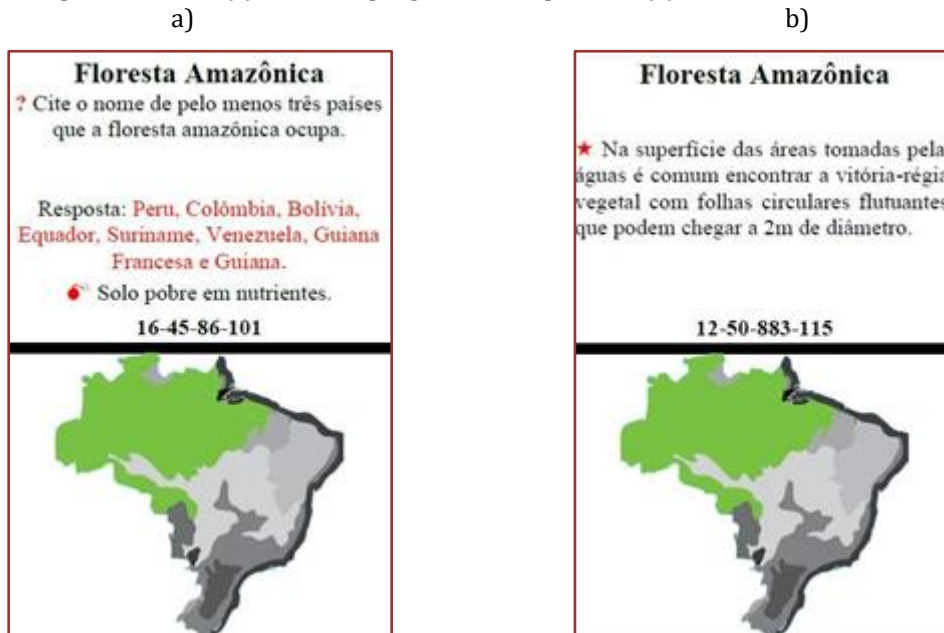 a)
Floresta Amazônica
? Cite o nome de pelo menos três países
que a floresta amazônica ocupa.
Resposta: Peru, Colômbia, Bolívia,
Equador, Suriname, Venezuela, Guiana
Francesa e Guiana.
Solo pobre em nutrientes.
16-45-86-101
b)
Floresta Amazônica
★ Na superfície das áreas tomadas pela
águas é comum encontrar a vitória-régia
vegetal com folhas circulares flutuantes
que podem chegar a 2m de diâmetro.
12-50-883-115